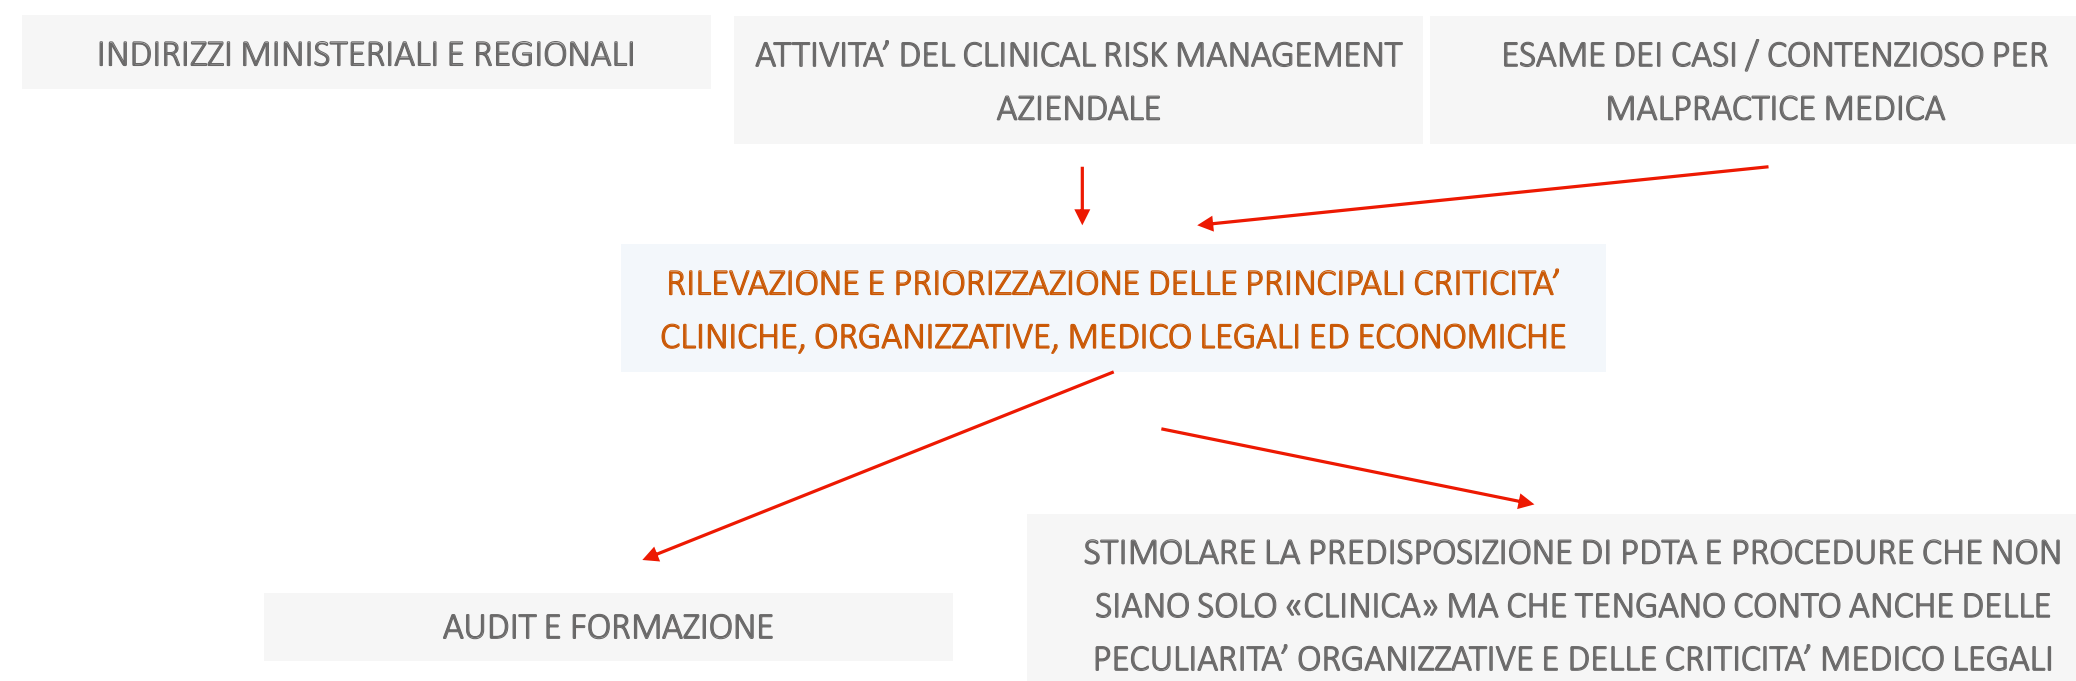 INDIRIZZI MINISTERIALI E REGIONALI
ATTIVITA’ DEL CLINICAL RISK MANAGEMENT
AZIENDALE
ESAME DEI CASI / CONTENZIOSO PER
MALPRACTICE MEDICA
RILEVAZIONE E PRIORIZZAZIONE DELLE PRINCIPALI CRITICITA’
CLINICHE, ORGANIZZATIVE, MEDICO LEGALI ED ECONOMICHE
AUDIT E FORMAZIONE
STIMOLARE LA PREDISPOSIZIONE DI PDTA E PROCEDURE CHE NON
SIANO SOLO «CLINICA» MA CHE TENGANO CONTO ANCHE DELLE
PECULIARITA’ ORGANIZZATIVE E DELLE CRITICITA’ MEDICO LEGALI